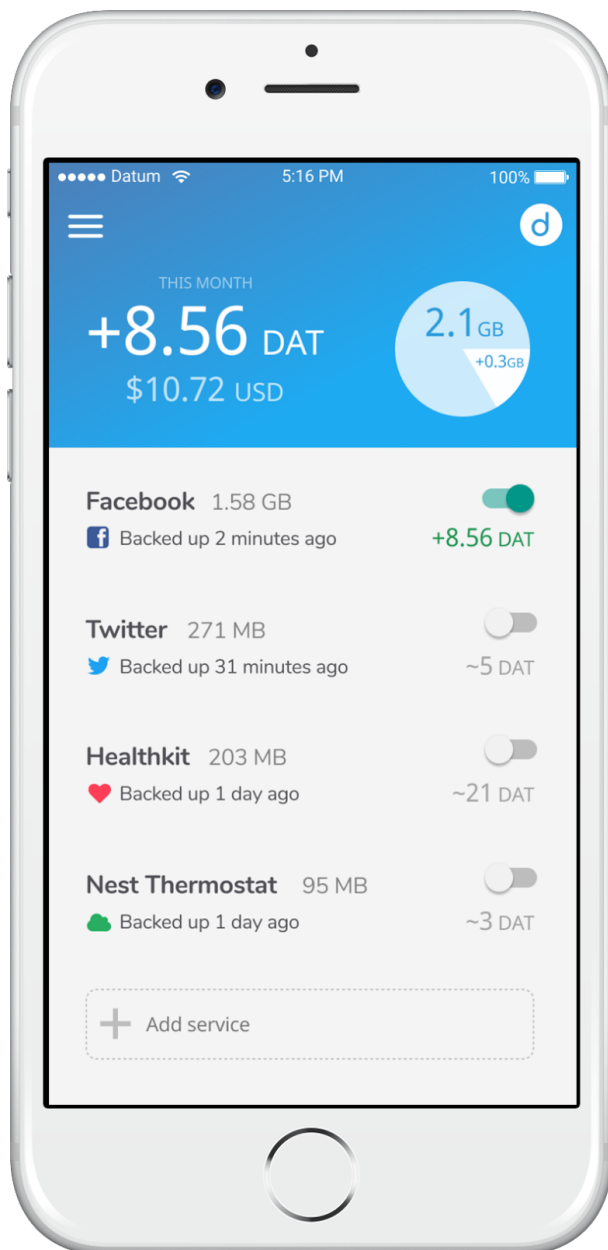 Datum 5:16 PM 100%
d
THIS MONTH
+8.56 DAT
$10.72 USD
2.1GB
+0.3GB
Facebook 1.58 GB
f Backed up 2 minutes ago +8.56 DAT
Twitter 271 MB
Backed up 31 minutes ago ~5 DAT
Healthkit 203 MB
Backed up 1 day ago ~21 DAT
Nest Thermostat 95 MB
Backed up 1 day ago ~3 DAT
Add service